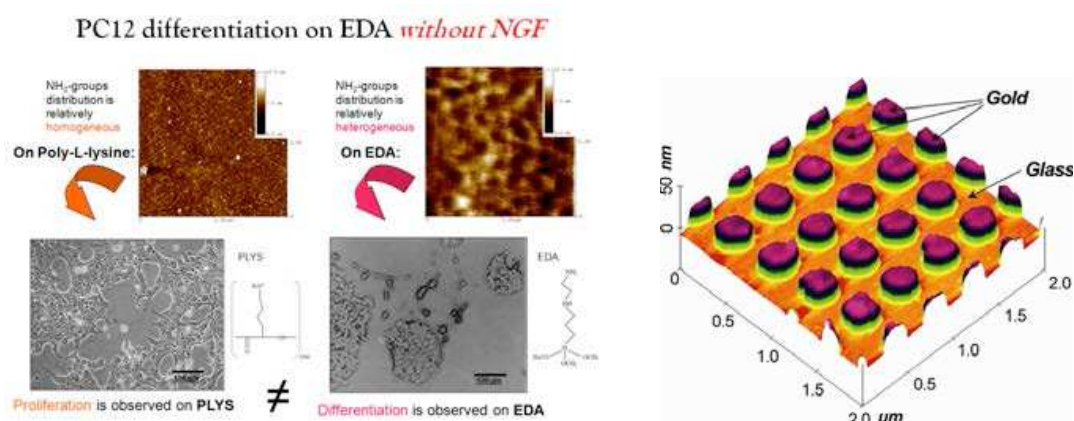 PC12 differentiation on EDA without NGF
NH₂-groups
distribution is
relatively
homogeneous
On Poly-L-lysine:
NH₂-groups
distribution is
relatively
heterogeneous
On EDA:
PLYS
EDA
≠
Proliferation is observed on PLYS
Differentiation is observed on EDA
Gold
Glass
50 nm
0
0
0.5
1.0
1.5
2.0 µm
0.5
1.0
1.5
2.0